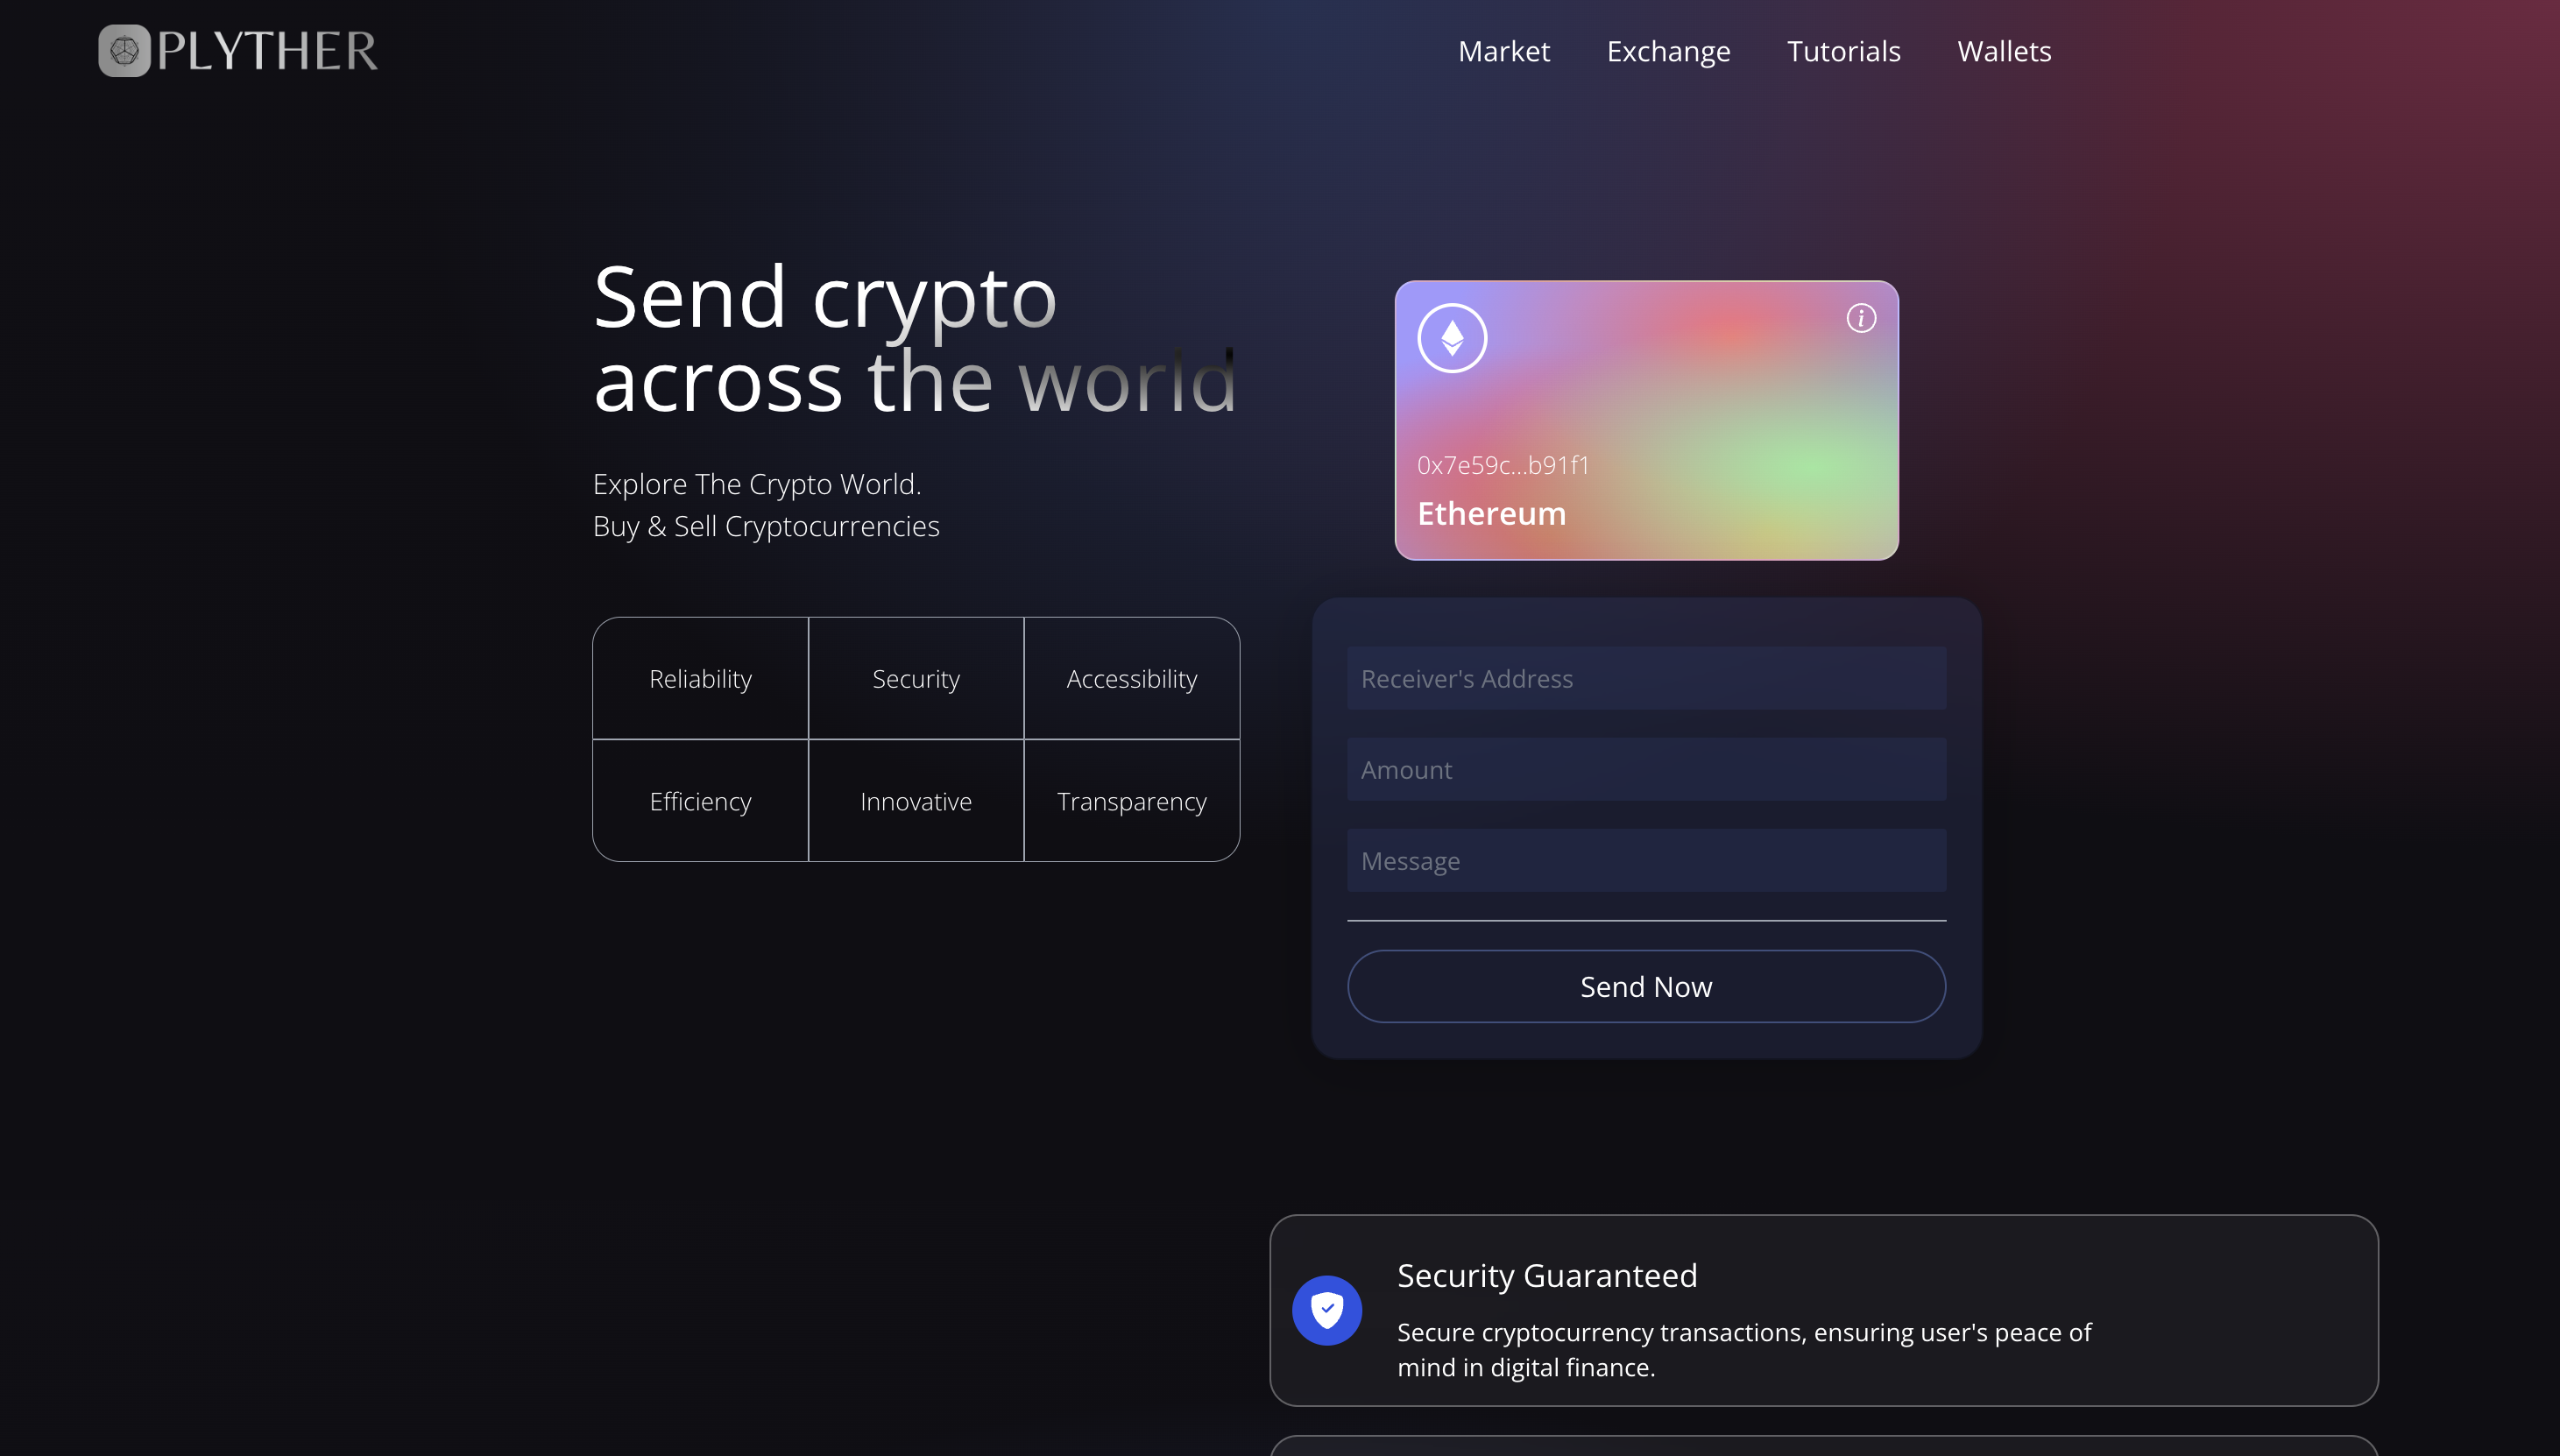 PLYTHER
Market Exchange Tutorials Wallets
Send crypto
across the world
Explore The Crypto World.
Buy & Sell Cryptocurrencies
Reliability Security Accessibility
Efficiency Innovative Transparency
i
0x7e59c...b91f1
Ethereum
Receiver's Address
Amount
Message
Send Now
Security Guaranteed
Secure cryptocurrency transactions, ensuring user's peace of
mind in digital finance.